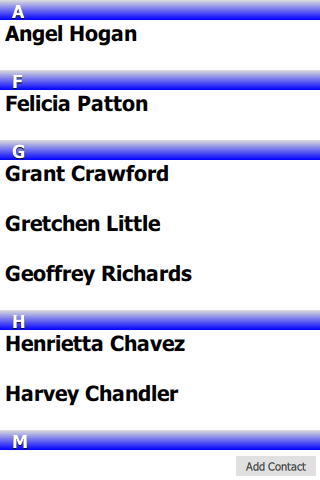 A
Angel Hogan
F
Felicia Patton
G
Grant Crawford
Gretchen Little
Geoffrey Richards
H
Henrietta Chavez
Harvey Chandler
M
Add Contact